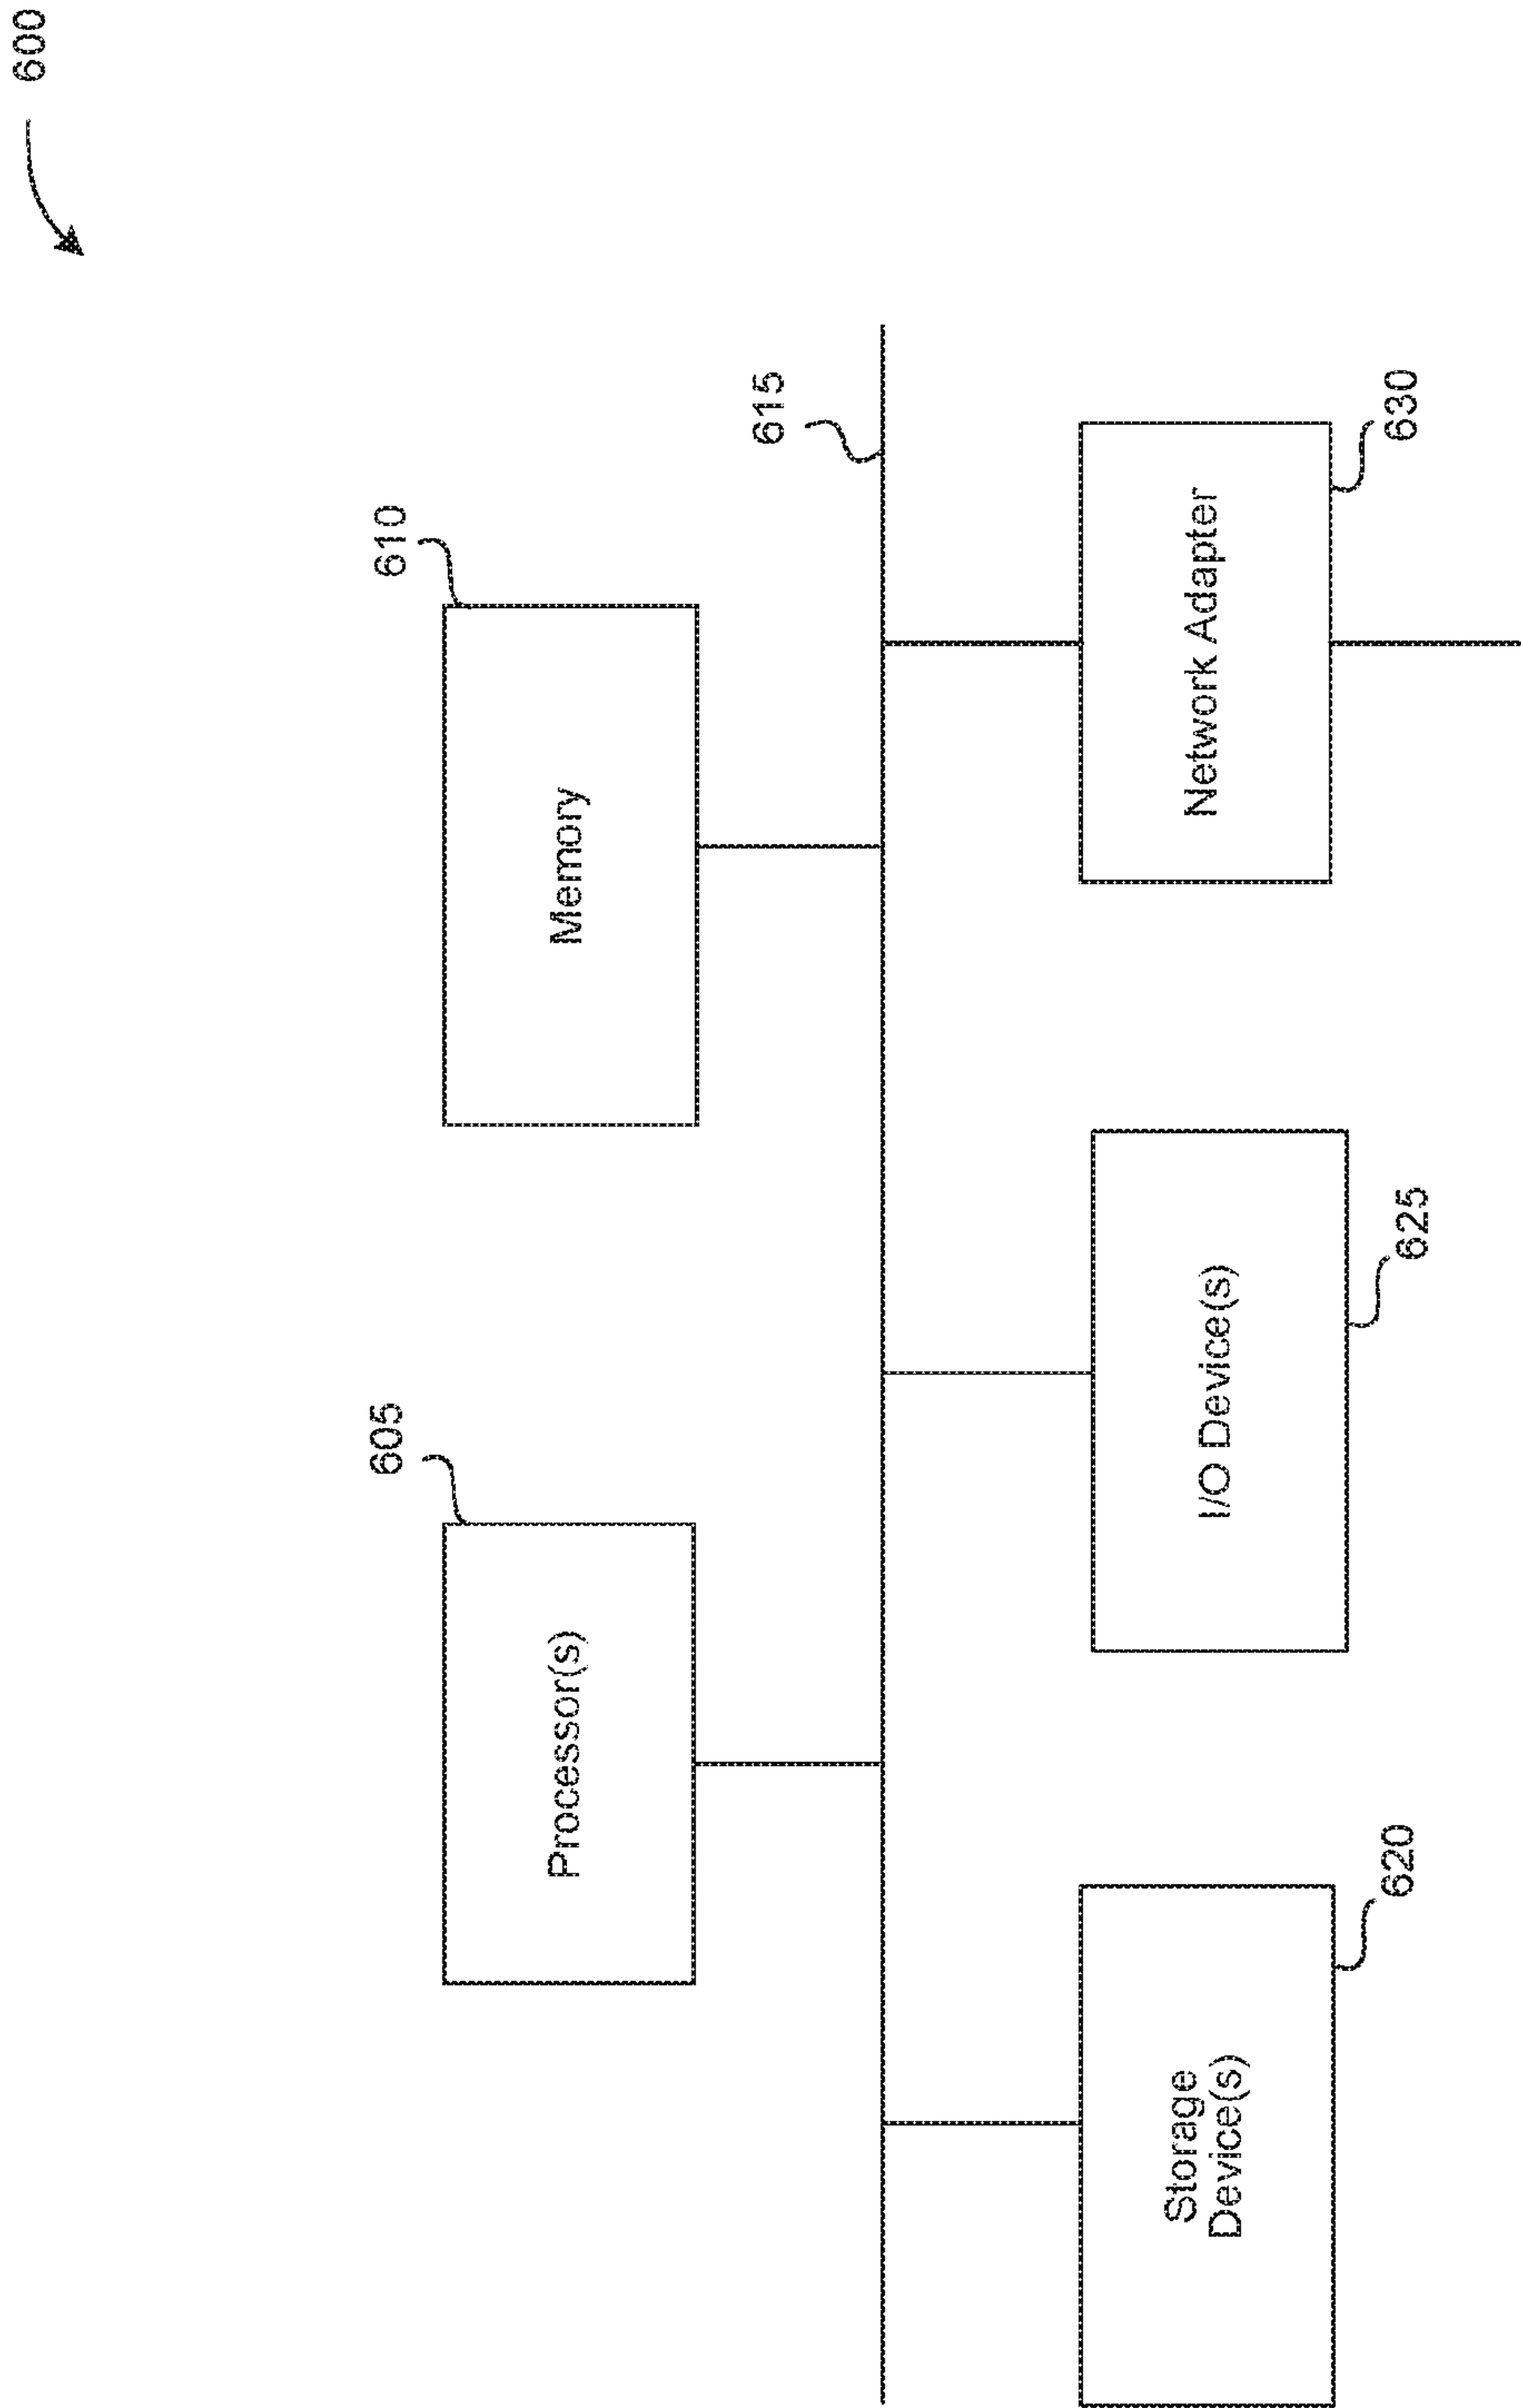 600
605
610
Processor(s)
Memory
615
Storage
Device(s)
I/O Device(s)
Network Adapter
620
625
630